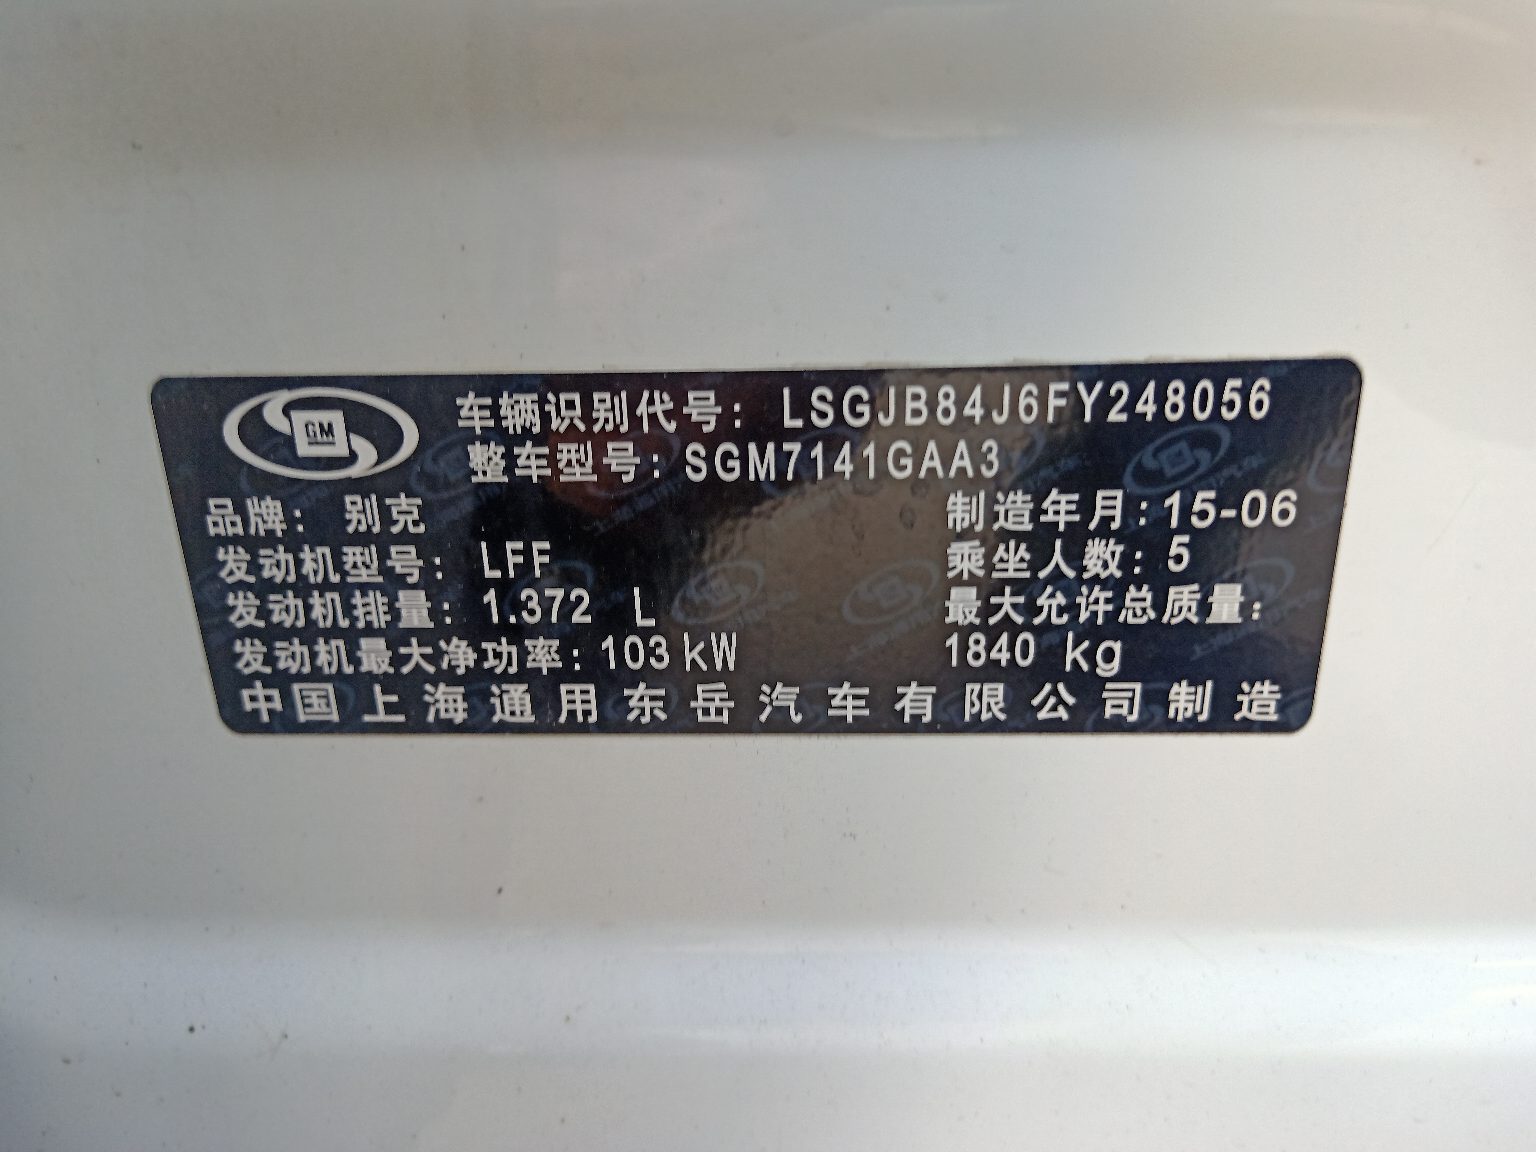 GM
车辆识别代号：LSGJB84J6FY248056
整车型号：SGM7141GAA3
品牌：别克
制造年月：15-06
发动机型号：LFF
乘坐人数：5
发动机排量：1.372 L
最大允许总质量：
发动机最大净功率：103kW
1840 kg
中国上海通用东岳汽车有限公司制造